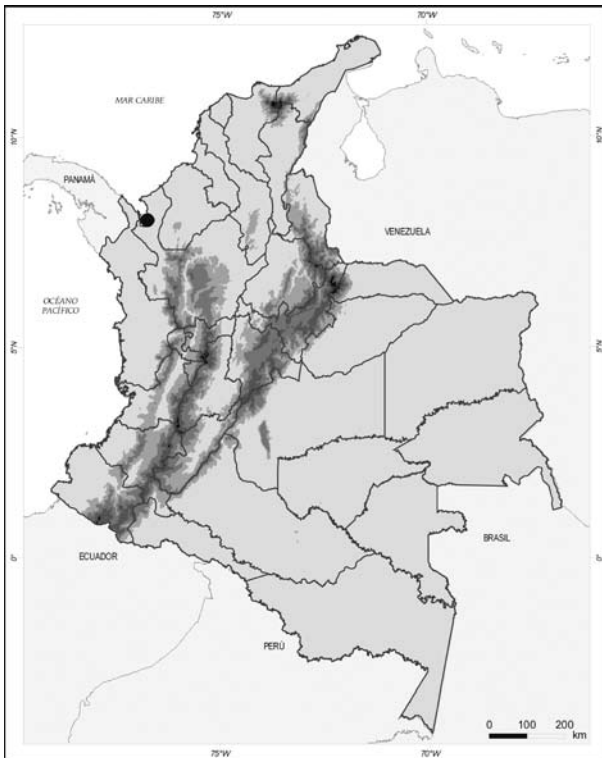 75°W 70°W
MAR CARIBE
10°N 10°N
PANAMÁ
VENEZUELA
OCÉANO
PACÍFICO
5°N 5°N
BRASIL
ECUADOR
0° 0°
PERÚ
0 100 200
km
75°W 70°W